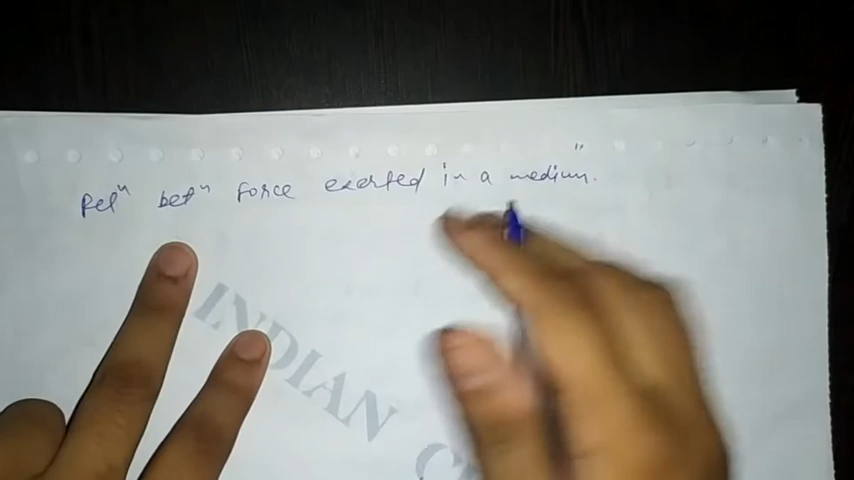 Relⁿ betⁿ force exerted in a medium.
INDIAN